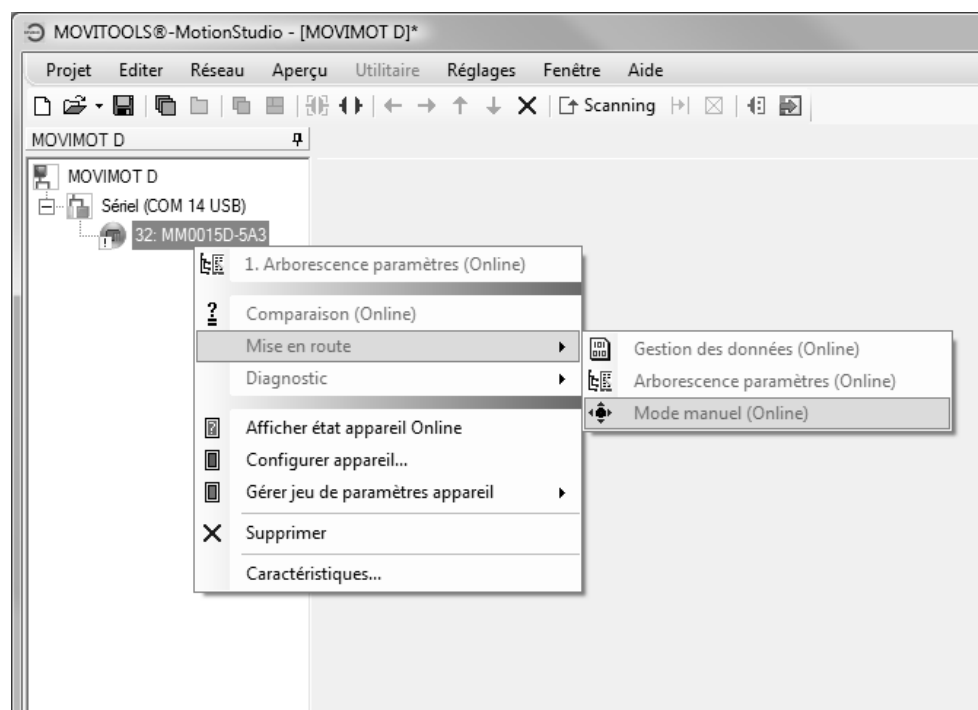 MOVITOOLS®-MotionStudio - [MOVIMOT D]*
Projet Editer Réseau Aperçu Utilitaire Réglages Fenêtre Aide
Scanning
MOVIMOT D
MOVIMOT D
Sériel (COM 14 USB)
32: MM0015D-5A3
1. Arborescence paramètres (Online)
Comparaison (Online)
Mise en route
Gestion des données (Online)
Diagnostic
Arborescence paramètres (Online)
Mode manuel (Online)
Afficher état appareil Online
Configurer appareil...
Gérer jeu de paramètres appareil
Supprimer
Caractéristiques...